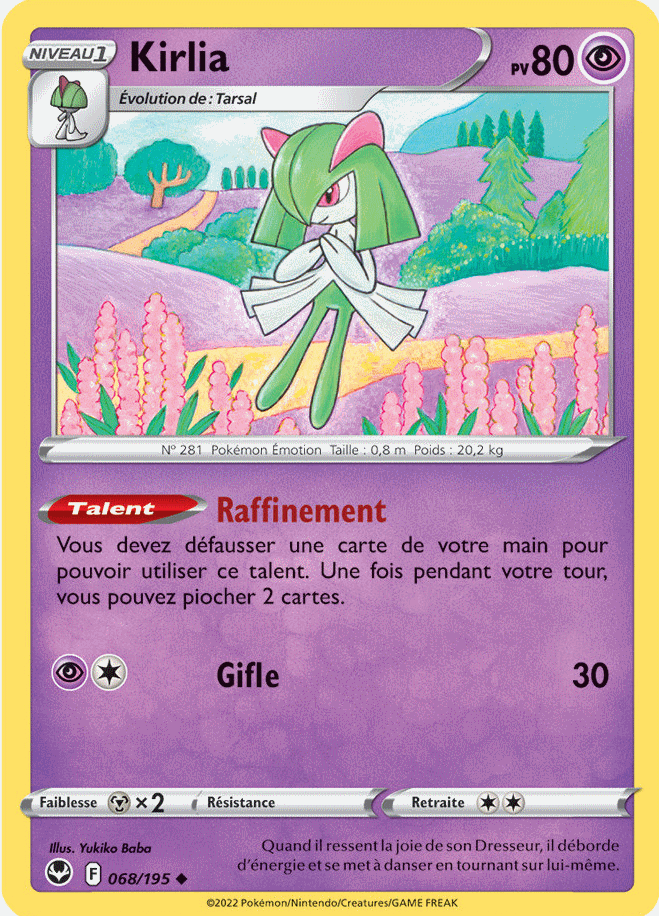 NIVEAU 1
Kirlia
PV 80
Évolution de : Tarsal
N° 281 Pokémon Émotion Taille : 0,8 m Poids : 20,2 kg
Talent Raffinement
Vous devez défausser une carte de votre main pour
pouvoir utiliser ce talent. Une fois pendant votre tour,
vous pouvez piocher 2 cartes.
Gifle 30
Faiblesse ×2 Résistance Retraite
Illus. Yukiko Baba
Quand il ressent la joie de son Dresseur, il déborde
d'énergie et se met à danser en tournant sur lui-même.
F 068/195
©2022 Pokémon/Nintendo/Creatures/GAME FREAK